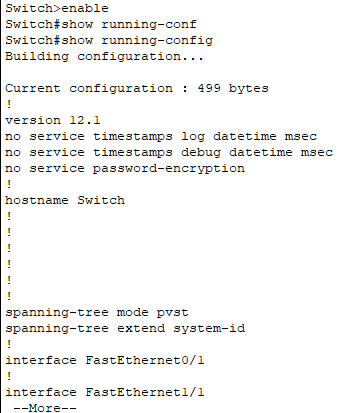 Switch>enable
Switch#show running-conf
Switch#show running-config
Building configuration...
Current configuration : 499 bytes
!
version 12.1
no service timestamps log datetime msec
no service timestamps debug datetime msec
no service password-encryption
!
hostname Switch
!
!
!
!
!
!
spanning-tree mode pvst
spanning-tree extend system-id
!
interface FastEthernet0/1
!
interface FastEthernet1/1
--More--